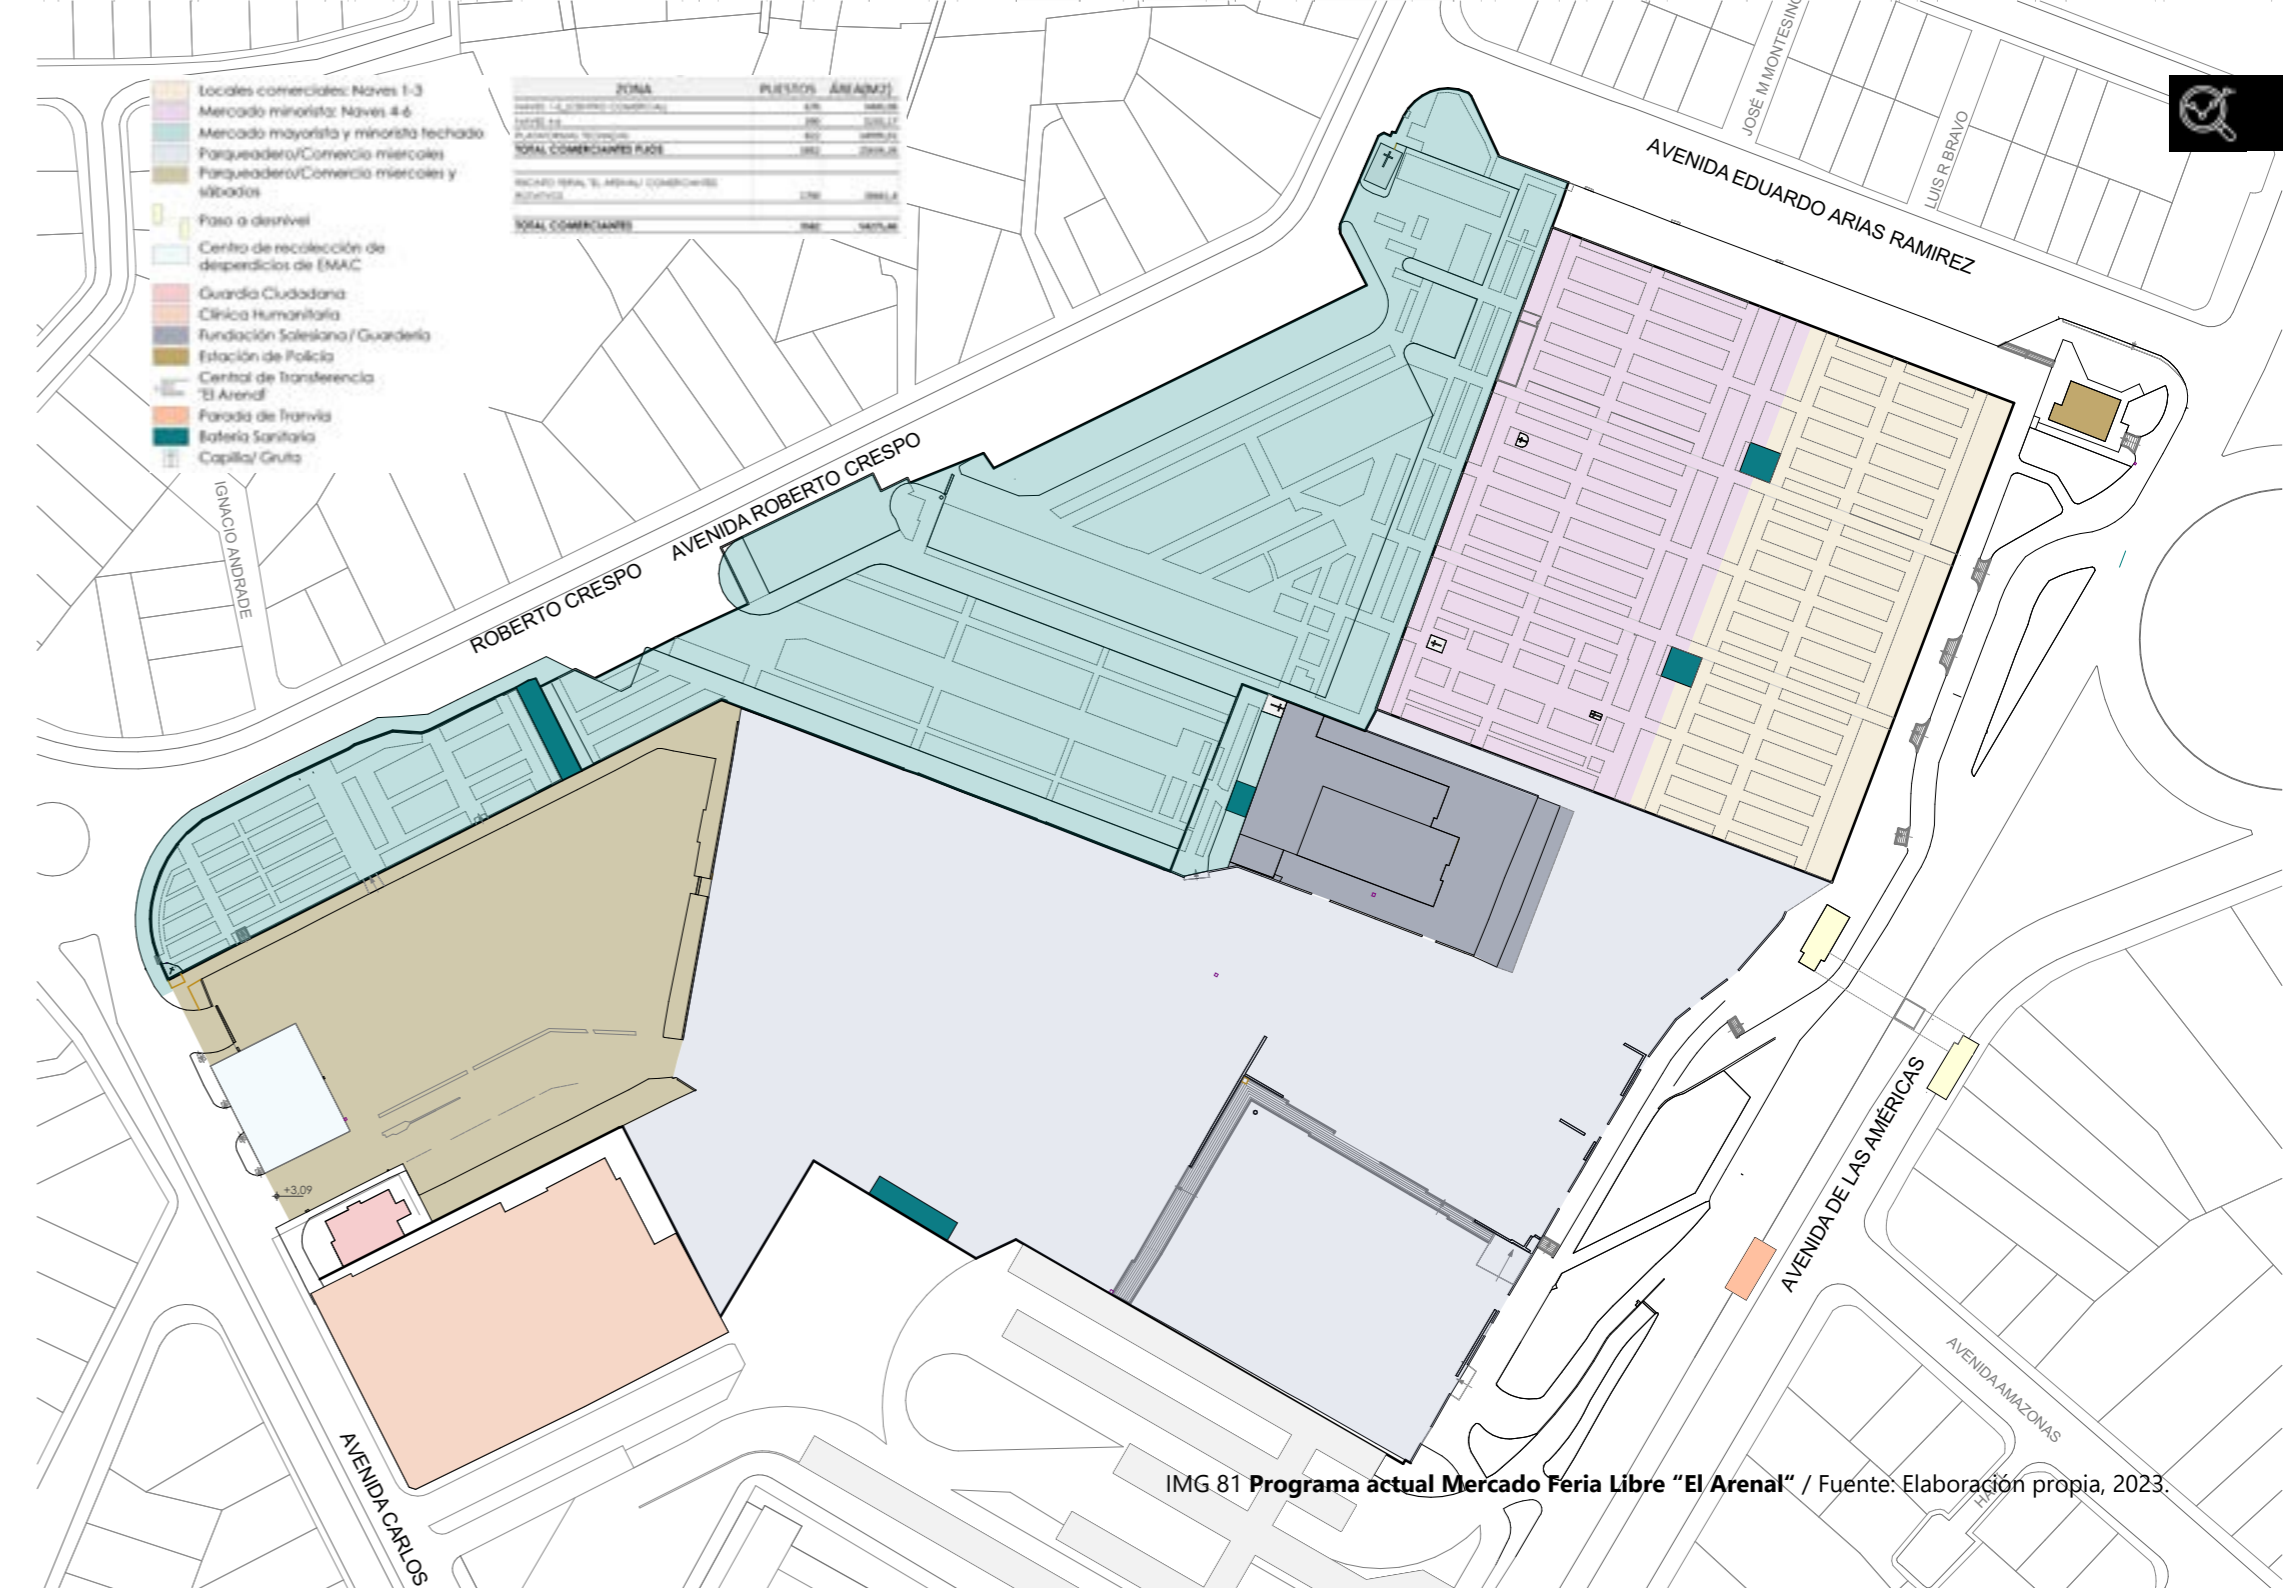 Locales comerciales: Naves 1-3
Mercado minorista: Naves 4-6
Mercado mayorista y minorista techado
Parqueadero/Comercio miercoles
Parqueadero/Comercio miercoles y
sábados
Paso a desnivel
Centro de recolección de
desperdicios de EMAC
Guardia Ciudadana
Clínica Humanitaria
Fundación Salesiana/ Guardería
Estación de Policía
Central de Transferencia
"El Arenal"
Parada de Tranvía
Batería Sanitaria
Capilla/ Gruta
ZONA PUESTOS ÁREA(M2)
TOTAL COMERCIANTES FIJOS
TOTAL COMERCIANTES
JOSÉ M MONTESINO
LUIS R BRAVO
AVENIDA EDUARDO ARIAS RAMIREZ
AVENIDA ROBERTO CRESPO
ROBERTO CRESPO
IGNACIO ANDRADE
+3,09
AVENIDA DE LAS AMÉRICAS
AVENIDA AMAZONAS
AVENIDA CARLOS
IMG 81 Programa actual Mercado Feria Libre “El Arenal“ / Fuente: Elaboración propia, 2023.